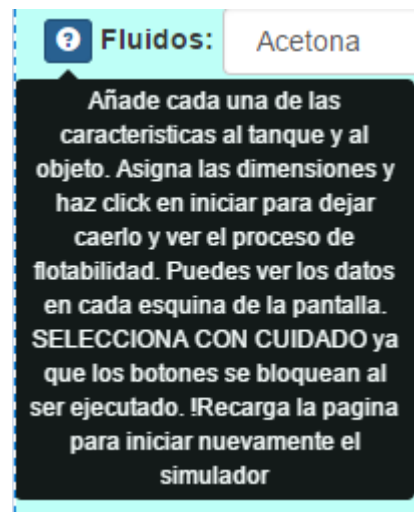 Fluidos: Acetona
Añade cada una de las
caracteristicas al tanque y al
objeto. Asigna las dimensiones y
haz click en iniciar para dejar
caerlo y ver el proceso de
flotabilidad. Puedes ver los datos
en cada esquina de la pantalla.
SELECCIONA CON CUIDADO ya
que los botones se bloquean al
ser ejecutado. !Recarga la pagina
para iniciar nuevamente el
simulador